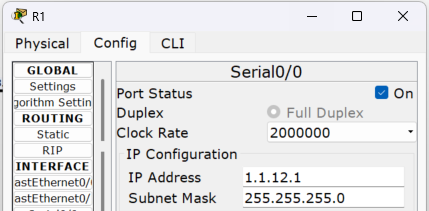 R1
Physical Config CLI
GLOBAL
Settings
gorithm Settin
ROUTING
Static
RIP
INTERFACE
astEthernet0/
astEthernet0/
Serial0/0
Port Status On
Duplex Full Duplex
Clock Rate 2000000
IP Configuration
IP Address 1.1.12.1
Subnet Mask 255.255.255.0